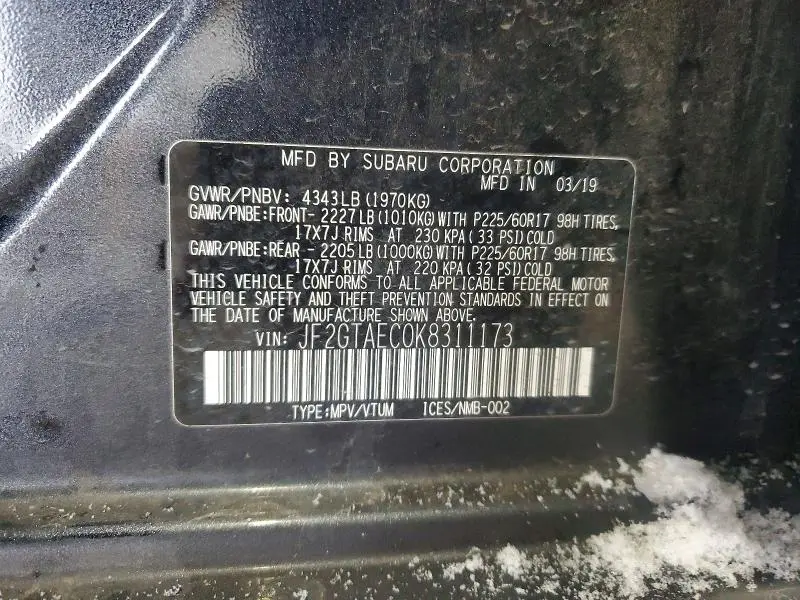 MFD BY SUBARU CORPORATION
MFD IN 03/19
GVWR/PNBV: 4343LB (1970KG)
GAWR/PNBE:FRONT- 2227LB (1010KG) WITH P225/60R17 98H TIRES,
17X7J RIMS AT 230 KPA (33 PSI) COLD
GAWR/PNBE:REAR - 2205LB (1000KG) WITH P225/60R17 98H TIRES,
17X7J RIMS AT 220 KPA (32 PSI) COLD
THIS VEHICLE CONFORMS TO ALL APPLICABLE FEDERAL MOTOR
VEHICLE SAFETY AND THEFT PREVENTION STANDARDS IN EFFECT ON
THE DATE OF MANUFACTURE SHOWN ABOVE.
VIN: JF2GTAEC0K8311173
TYPE:MPV/VTUM ICES/NMB-002